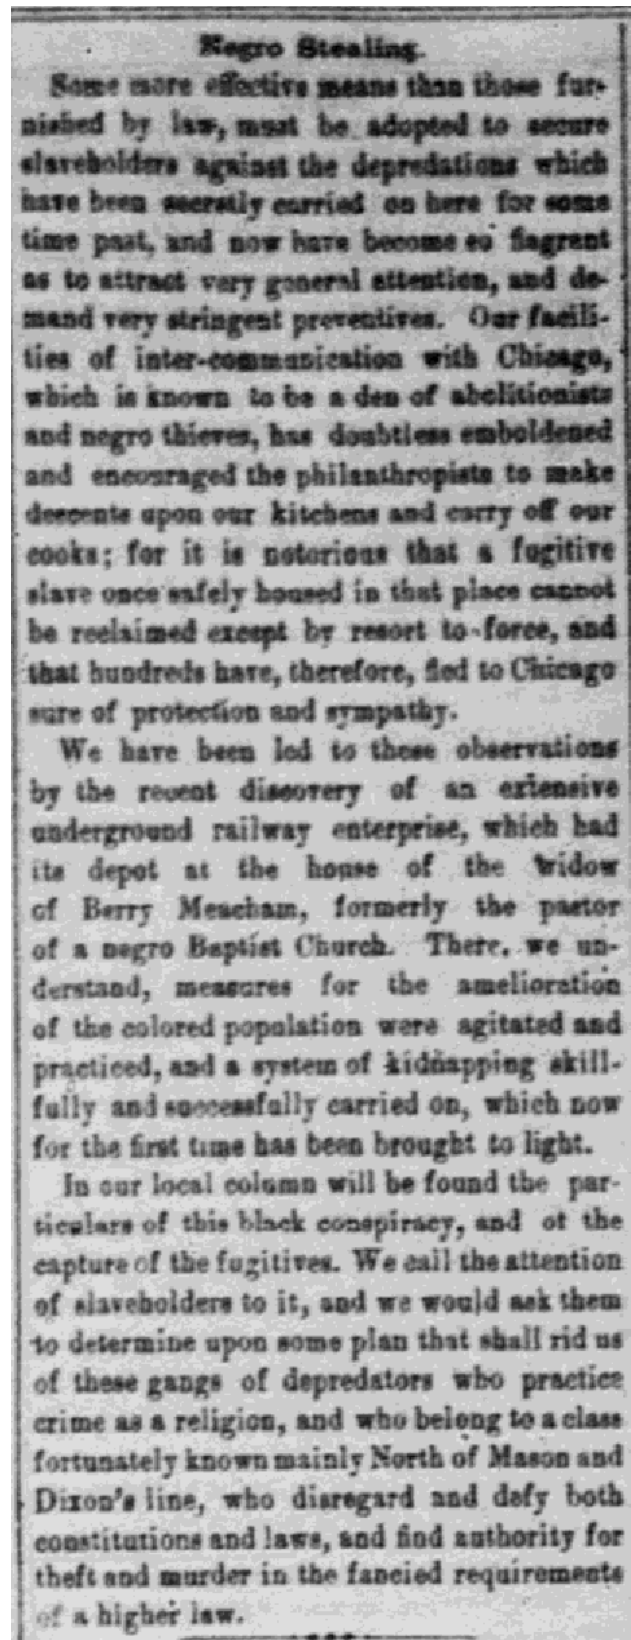 Negro Stealing.
Some more effective means than those fur-
nished by law, must be adopted to secure
slaveholders against the depredations which
have been secretly carried on here for some
time past, and now have become so flagrant
as to attract very general attention, and de-
mand very stringent preventives. Our facili-
ties of inter-communication with Chicago,
which is known to be a den of abolitionists
and negro thieves, has doubtless emboldened
and encouraged the philanthropists to make
descents upon our kitchens and carry off our
cooks; for it is notorious that a fugitive
slave once safely housed in that place cannot
be reclaimed except by resort to force, and
that hundreds have, therefore, fled to Chicago
sure of protection and sympathy.
We have been led to these observations
by the recent discovery of an extensive
underground railway enterprise, which had
its depot at the house of the widow
of Berry Meacham, formerly the pastor
of a negro Baptist Church. There, we un-
derstand, measures for the amelioration
of the colored population were agitated and
practiced, and a system of kidnapping skill-
fully and successfully carried on, which now
for the first time has been brought to light.
In our local column will be found the par-
ticulars of this black conspiracy, and of the
capture of the fugitives. We call the attention
of slaveholders to it, and we would ask them
to determine upon some plan that shall rid us
of these gangs of depredators who practice
crime as a religion, and who belong to a class
fortunately known mainly North of Mason and
Dixon's line, who disregard and defy both
constitutions and laws, and find authority for
theft and murder in the fancied requirements
of a higher law.